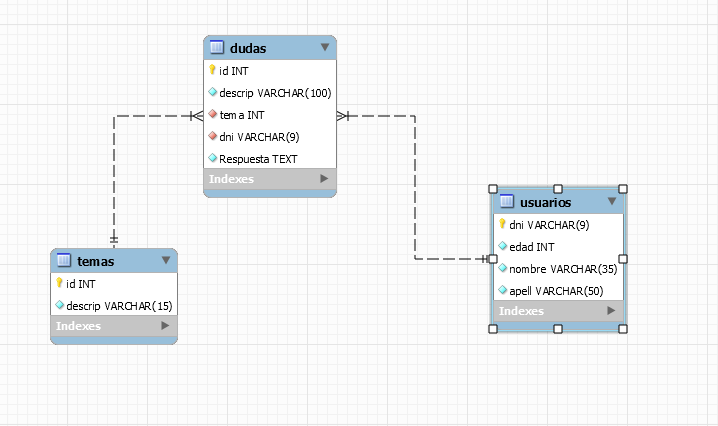 dudas
id INT
descrip VARCHAR(100)
tema INT
dni VARCHAR(9)
Respuesta TEXT
Indexes
usuarios
dni VARCHAR(9)
edad INT
nombre VARCHAR(35)
apell VARCHAR(50)
Indexes
temas
id INT
descrip VARCHAR(15)
Indexes